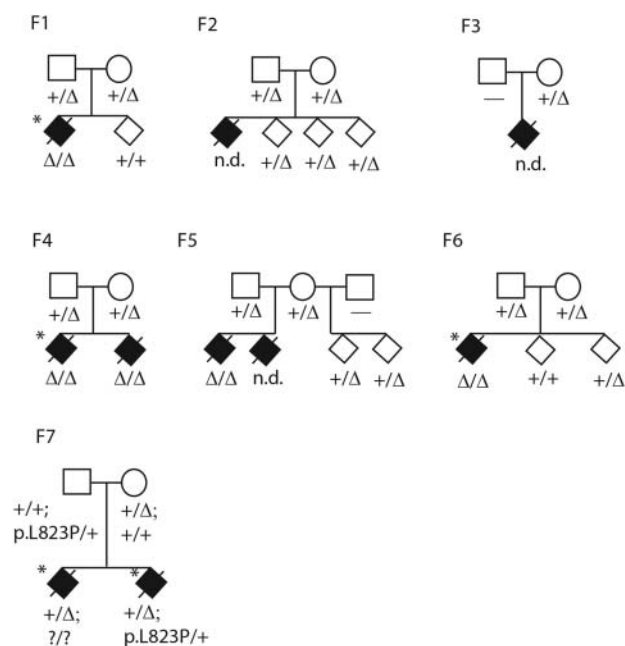 F1
F2
F3
+/Δ +/Δ
+/Δ +/Δ
— +/Δ
*
Δ/Δ +/+
n.d. +/Δ +/Δ +/Δ
n.d.
F4
F5
F6
+/Δ +/Δ
+/Δ +/Δ —
+/Δ +/Δ
*
*
Δ/Δ Δ/Δ
Δ/Δ n.d. +/Δ +/Δ
Δ/Δ +/+ +/Δ
F7
+/+; +/Δ;
p.L823P/+ +/+
* *
+/Δ; +/Δ;
?/? p.L823P/+